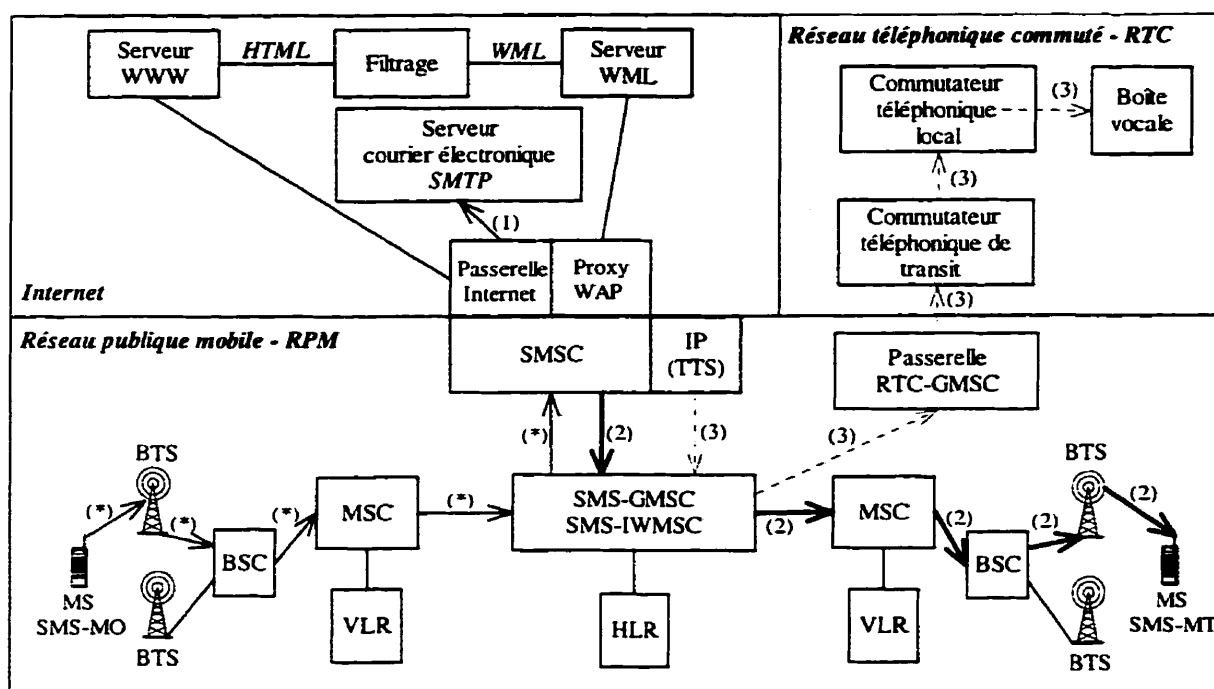 Serveur
WWW
HTML
Filtrage
WML
Serveur
WML
Serveur
courier électronique
SMTP
(1)
Passerelle
Internet
Proxy
WAP
Internet
Réseau téléphonique commuté - RTC
Commutateur
téléphonique
local
(3)
Boîte
vocale
(3)
Commutateur
téléphonique de
transit
(3)
Réseau publique mobile - RPM
SMSC
IP
(TTS)
Passerelle
RTC-GMSC
(*)
(2)
(3)
(3)
BTS
(*)
(*)
(*)
MSC
(*)
SMS-GMSC
SMS-IWMSC
(2)
MSC
(2)
(2)
BTS
(2)
BSC
BSC
MS
SMS-MO
BTS
VLR
HLR
VLR
BTS
MS
SMS-MT